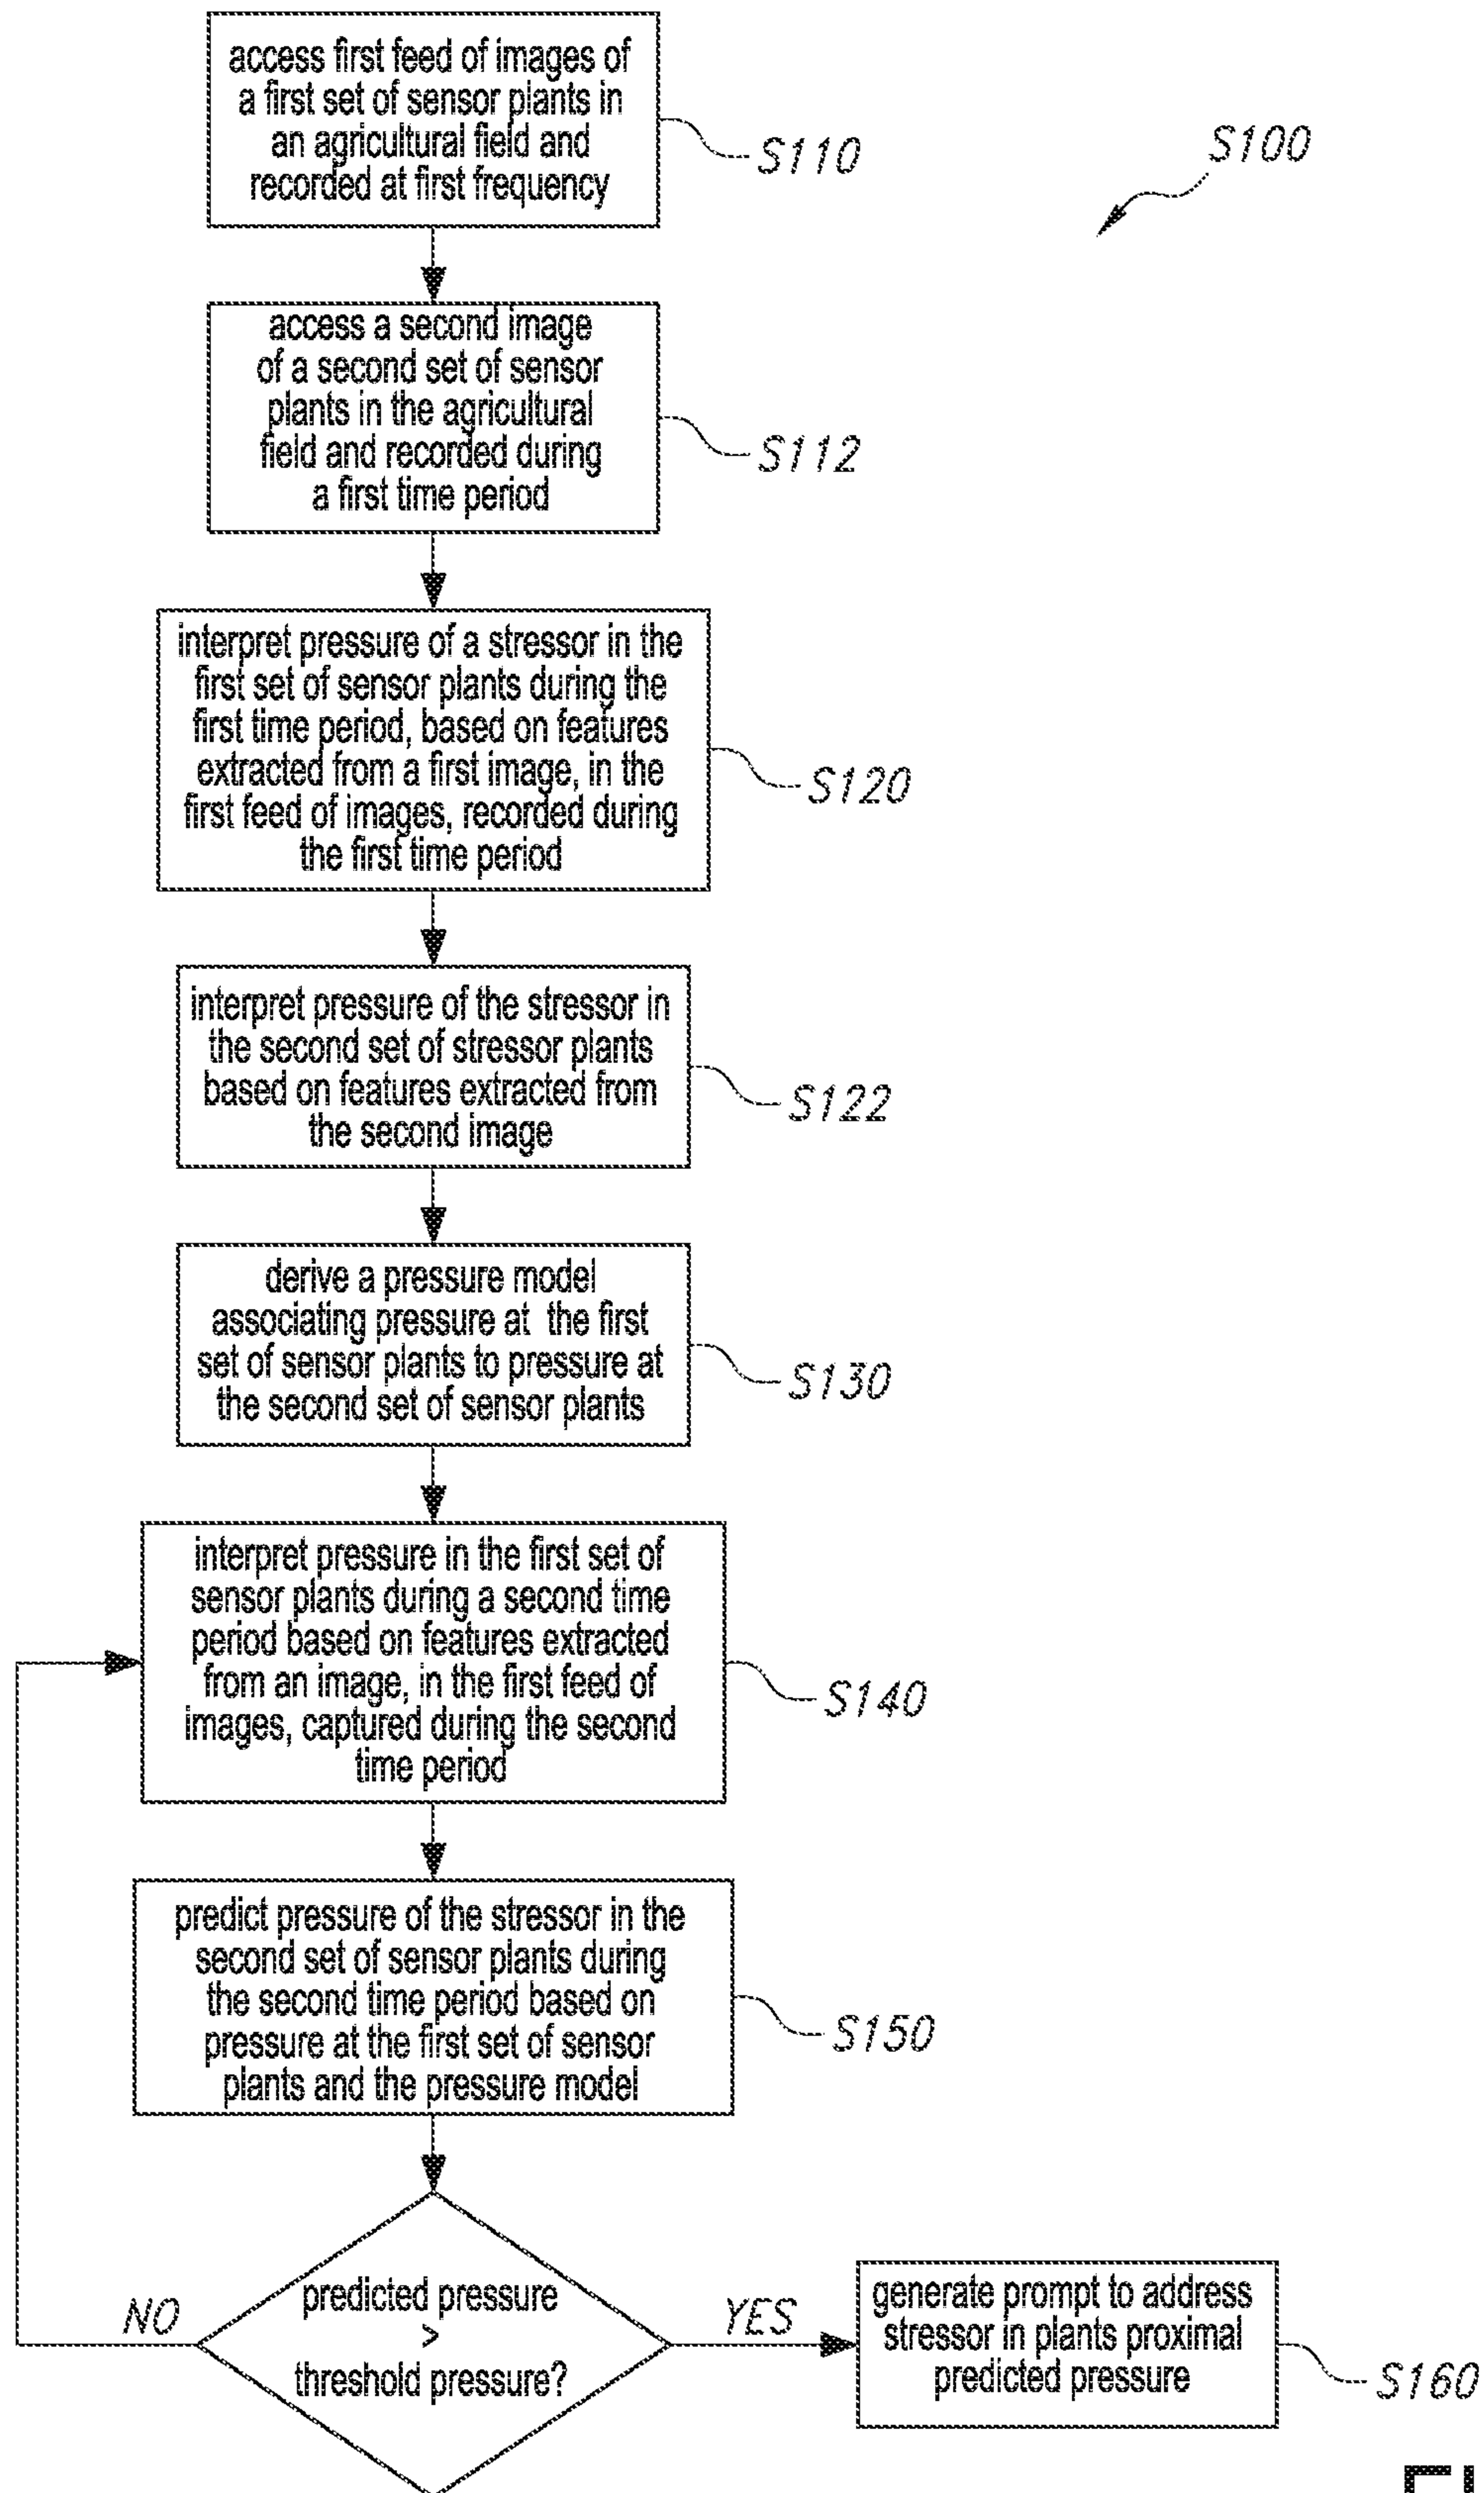 access first feed of images of
a first set of sensor plants in
an agricultural field and
recorded at first frequency
S110
S100
access a second image
of a second set of sensor
plants in the agricultural
field and recorded during
a first time period
S112
interpret pressure of a stressor in the
first set of sensor plants during the
first time period, based on features
extracted from a first image, in the
first feed of images, recorded during
the first time period
S120
interpret pressure of the stressor in
the second set of stressor plants
based on features extracted from
the second image
S122
derive a pressure model
associating pressure at the first
set of sensor plants to pressure at
the second set of sensor plants
S130
interpret pressure in the first set of
sensor plants during a second time
period based on features extracted
from an image, in the first feed of
images, captured during the second
time period
S140
predict pressure of the stressor in the
second set of sensor plants during
the second time period based on
pressure at the first set of sensor
plants and the pressure model
S150
predicted pressure
>
threshold pressure?
NO
YES
generate prompt to address
stressor in plants proximal
predicted pressure
S160